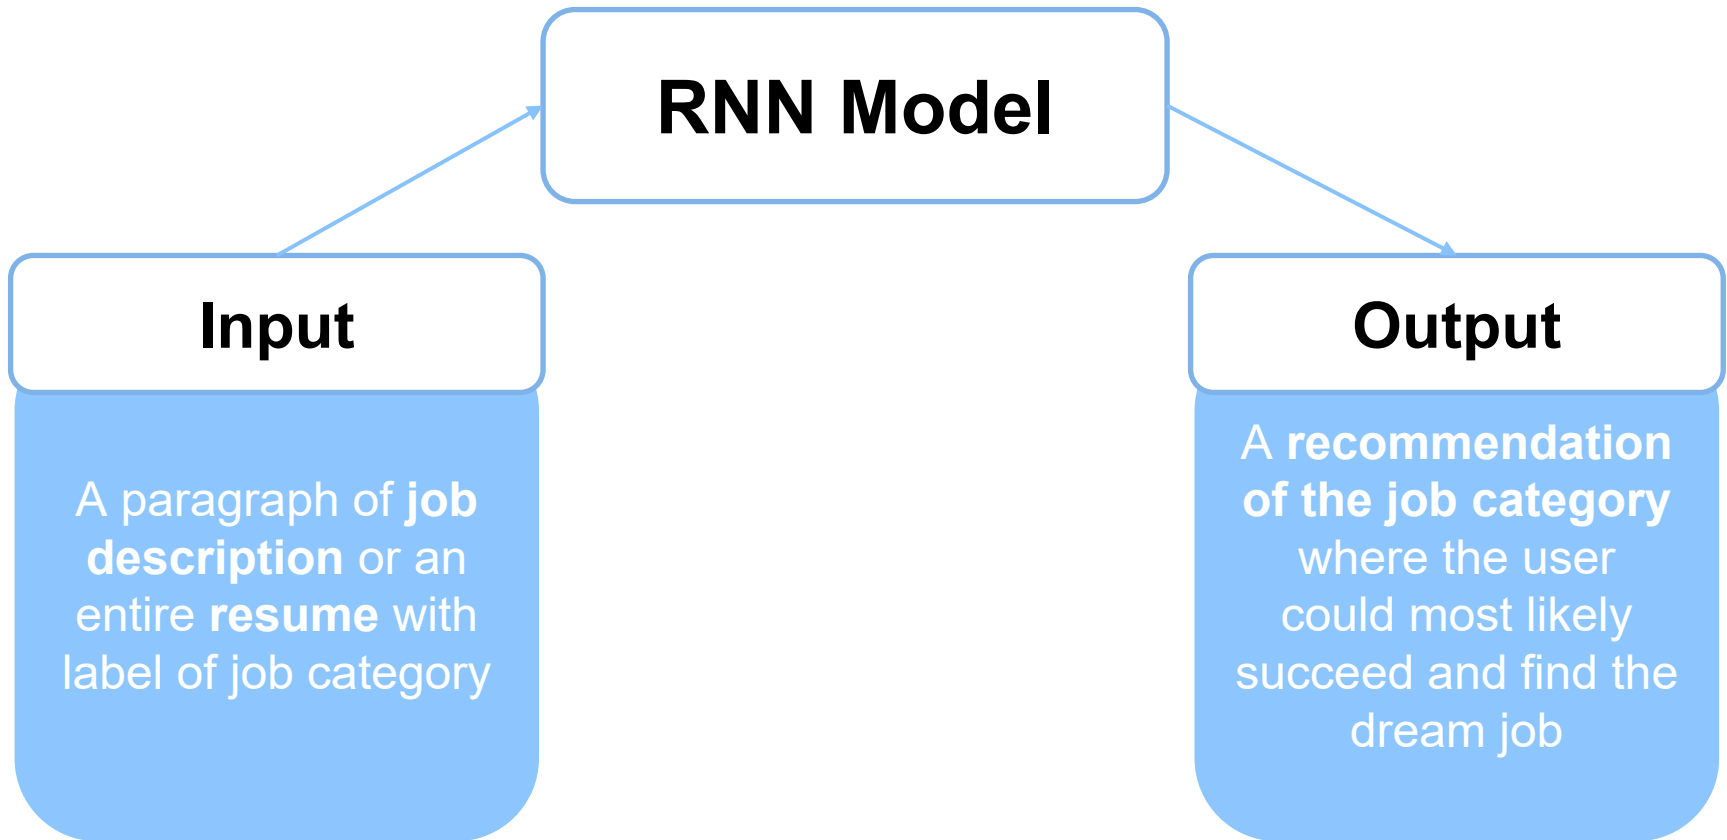 RNN Model
Input
A paragraph of job
description or an
entire resume with
label of job category
Output
A recommendation
of the job category
where the user
could most likely
succeed and find the
dream job